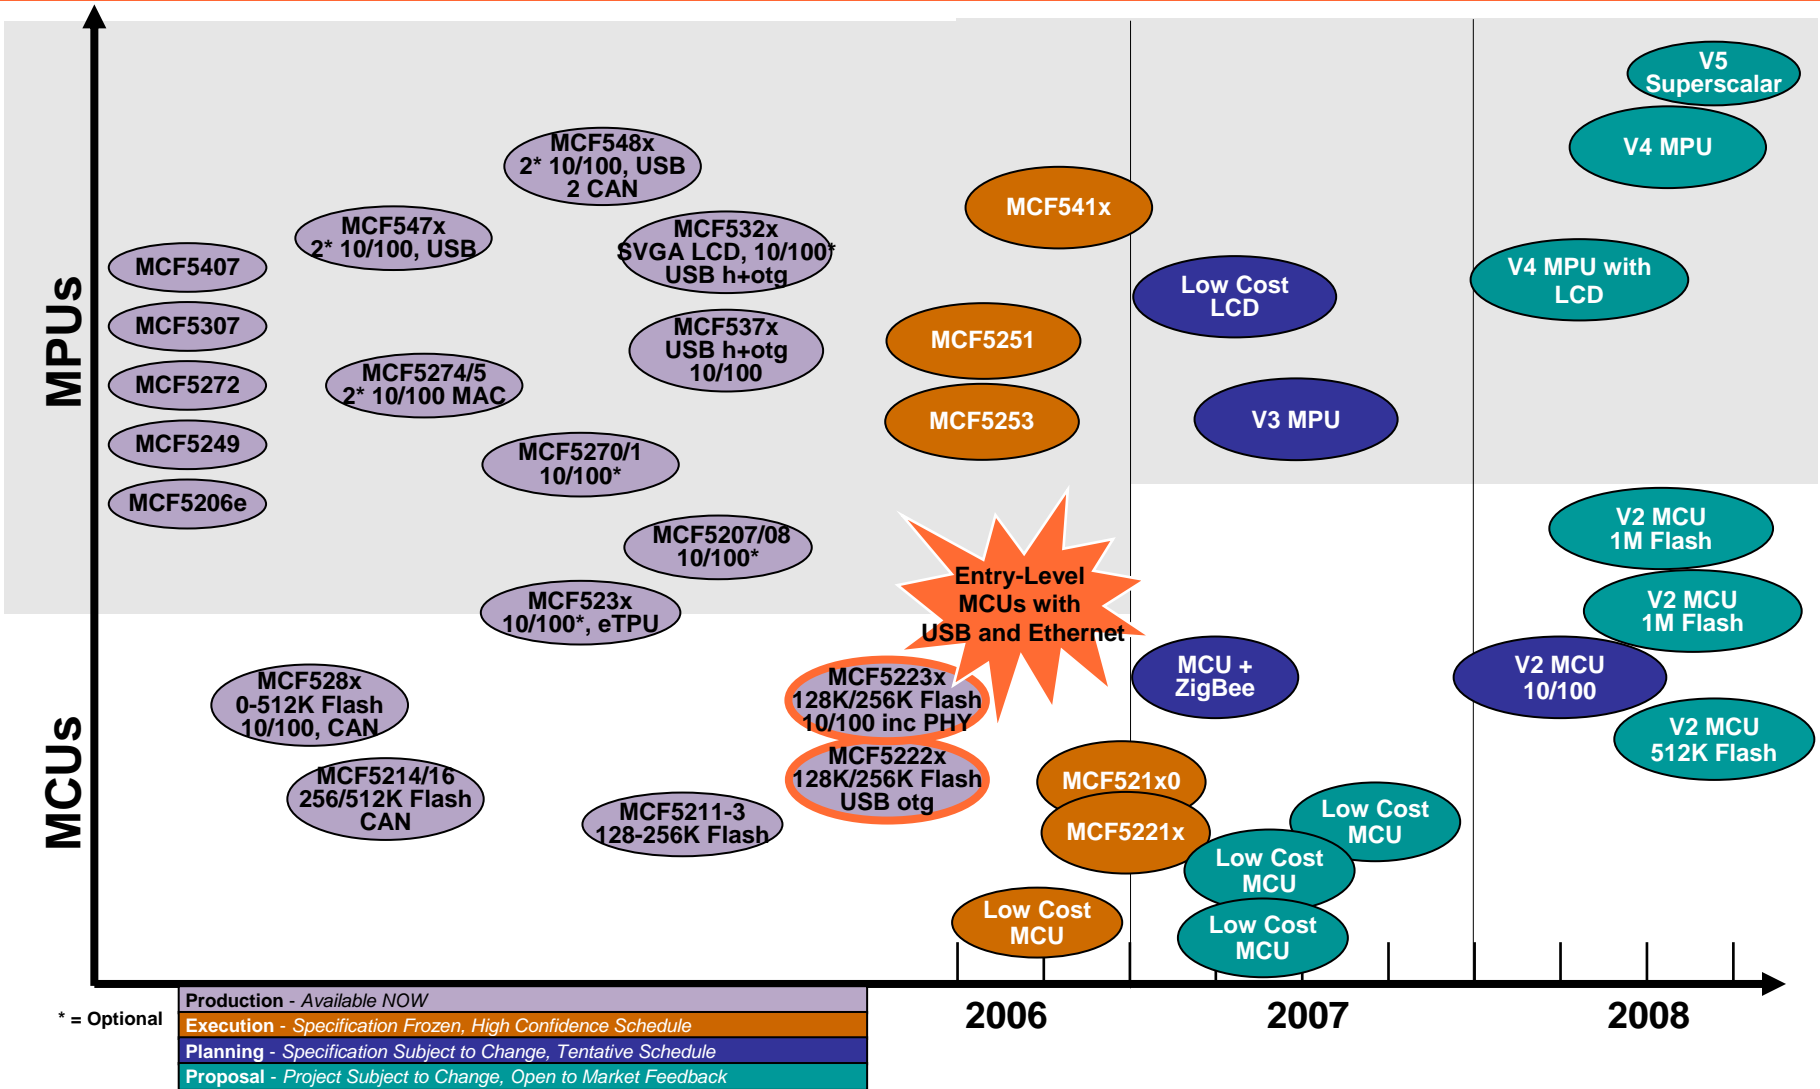 V5
Superscalar
MCF548x
2* 10/100, USB
2 CAN
V4 MPU
MCF541x
MCF547x
2* 10/100, USB
MCF532x
SVGA LCD, 10/100*
USB h+otg
MCF5407
Low Cost
LCD
V4 MPU with
LCD
MPUs
MCF5307
MCF537x
USB h+otg
10/100
MCF5251
MCF5272
MCF5274/5
2* 10/100 MAC
MCF5253
V3 MPU
MCF5249
MCF5270/1
10/100*
MCF5206e
MCF5207/08
10/100*
V2 MCU
1M Flash
Entry-Level
MCUs with
USB and Ethernet
MCF523x
10/100*, eTPU
V2 MCU
1M Flash
MCUs
MCF528x
0-512K Flash
10/100, CAN
MCF5223x
128K/256K Flash
10/100 inc PHY
MCU +
ZigBee
V2 MCU
10/100
V2 MCU
512K Flash
MCF5214/16
256/512K Flash
CAN
MCF5222x
128K/256K Flash
USB otg
MCF521x0
MCF5211-3
128-256K Flash
MCF5221x
Low Cost
MCU
Low Cost
MCU
Low Cost
MCU
Low Cost
MCU
2006
2007
2008
* = Optional
Production - Available NOW
Execution - Specification Frozen, High Confidence Schedule
Planning - Specification Subject to Change, Tentative Schedule
Proposal - Project Subject to Change, Open to Market Feedback